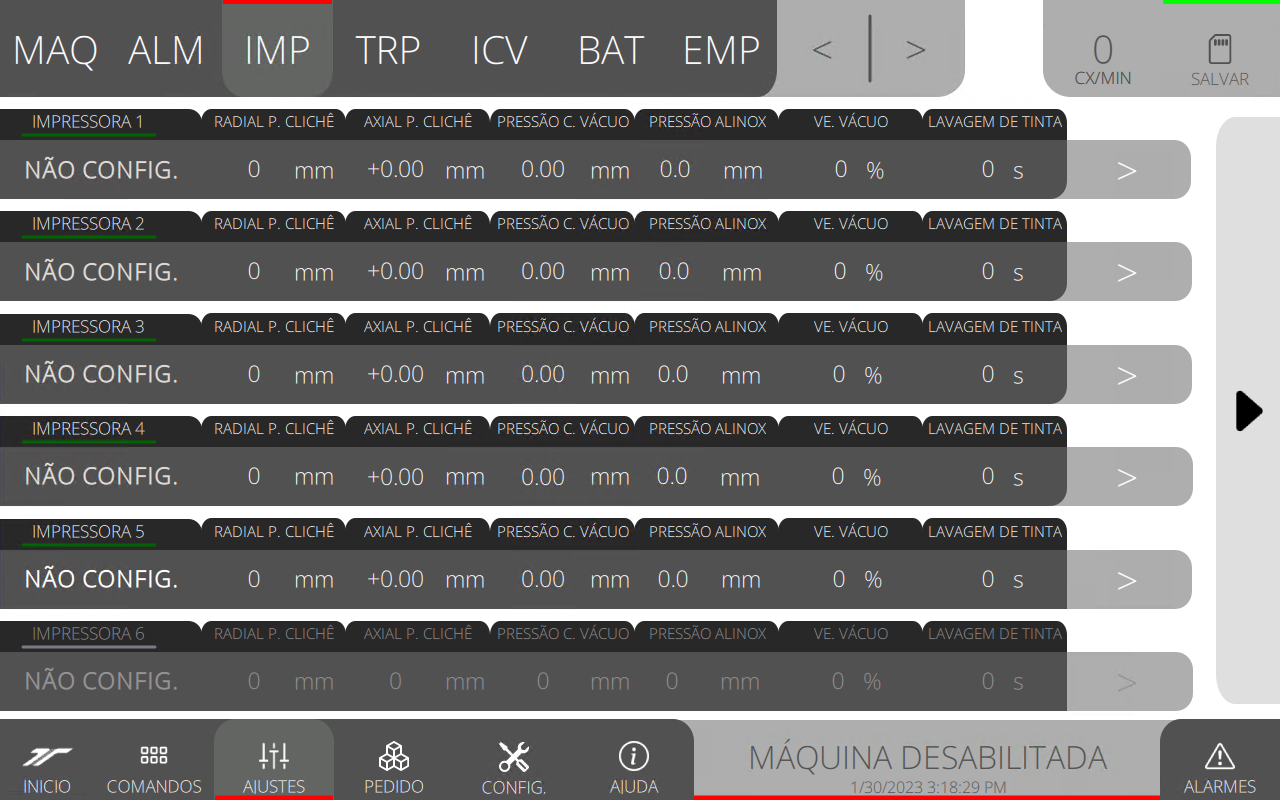 MAQ ALM IMP TRP ICV BAT EMP < > 0 CX/MIN SALVAR
IMPRESSORA 1 RADIAL P. CLICHÊ AXIAL P. CLICHÊ PRESSÃO C. VÁCUO PRESSÃO ALINOX VE. VÁCUO LAVAGEM DE TINTA
NÃO CONFIG. 0 mm +0.00 mm 0.00 mm 0.0 mm 0 % 0 s >
IMPRESSORA 2 RADIAL P. CLICHÊ AXIAL P. CLICHÊ PRESSÃO C. VÁCUO PRESSÃO ALINOX VE. VÁCUO LAVAGEM DE TINTA
NÃO CONFIG. 0 mm +0.00 mm 0.00 mm 0.0 mm 0 % 0 s >
IMPRESSORA 3 RADIAL P. CLICHÊ AXIAL P. CLICHÊ PRESSÃO C. VÁCUO PRESSÃO ALINOX VE. VÁCUO LAVAGEM DE TINTA
NÃO CONFIG. 0 mm +0.00 mm 0.00 mm 0.0 mm 0 % 0 s >
IMPRESSORA 4 RADIAL P. CLICHÊ AXIAL P. CLICHÊ PRESSÃO C. VÁCUO PRESSÃO ALINOX VE. VÁCUO LAVAGEM DE TINTA
NÃO CONFIG. 0 mm +0.00 mm 0.00 mm 0.0 mm 0 % 0 s >
IMPRESSORA 5 RADIAL P. CLICHÊ AXIAL P. CLICHÊ PRESSÃO C. VÁCUO PRESSÃO ALINOX VE. VÁCUO LAVAGEM DE TINTA
NÃO CONFIG. 0 mm +0.00 mm 0.00 mm 0.0 mm 0 % 0 s >
IMPRESSORA 6 RADIAL P. CLICHÊ AXIAL P. CLICHÊ PRESSÃO C. VÁCUO PRESSÃO ALINOX VE. VÁCUO LAVAGEM DE TINTA
NÃO CONFIG. 0 mm 0 mm 0 mm 0 mm 0 % 0 s >
MÁQUINA DESABILITADA
INICIO COMANDOS AJUSTES PEDIDO CONFIG. AJUDA 1/30/2023 3:18:29 PM ALARMES